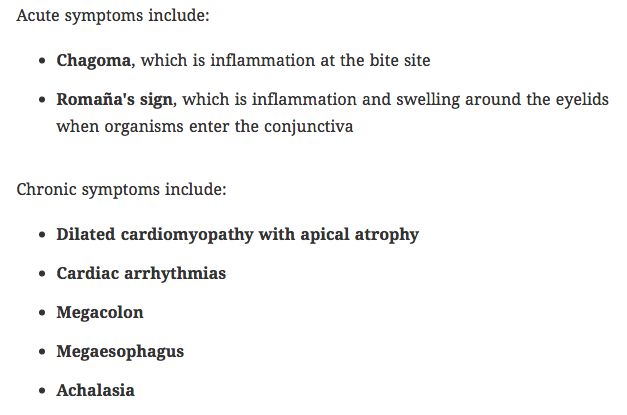 Acute symptoms include:
• Chagoma, which is inflammation at the bite site
• Romaña's sign, which is inflammation and swelling around the eyelids
when organisms enter the conjunctiva
Chronic symptoms include:
• Dilated cardiomyopathy with apical atrophy
• Cardiac arrhythmias
• Megacolon
• Megaesophagus
• Achalasia